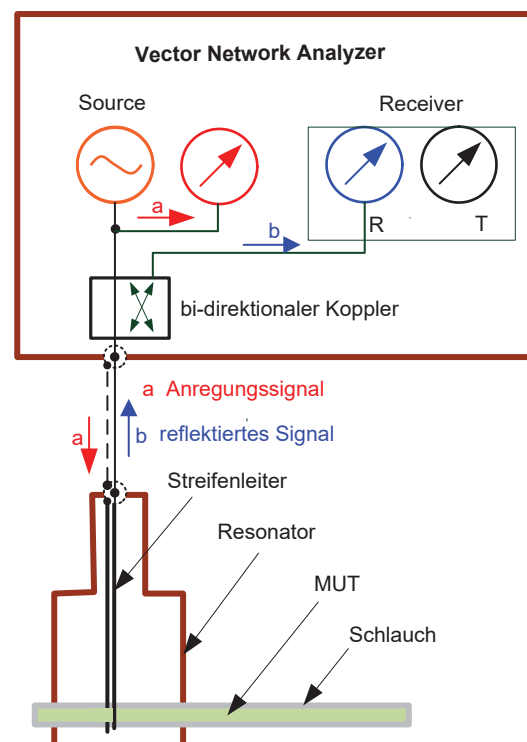 Vector Network Analyzer
Source
Receiver
a
b
R
T
bi-direktionaler Koppler
a Anregungssignal
a
b reflektiertes Signal
Streifenleiter
Resonator
MUT
Schlauch